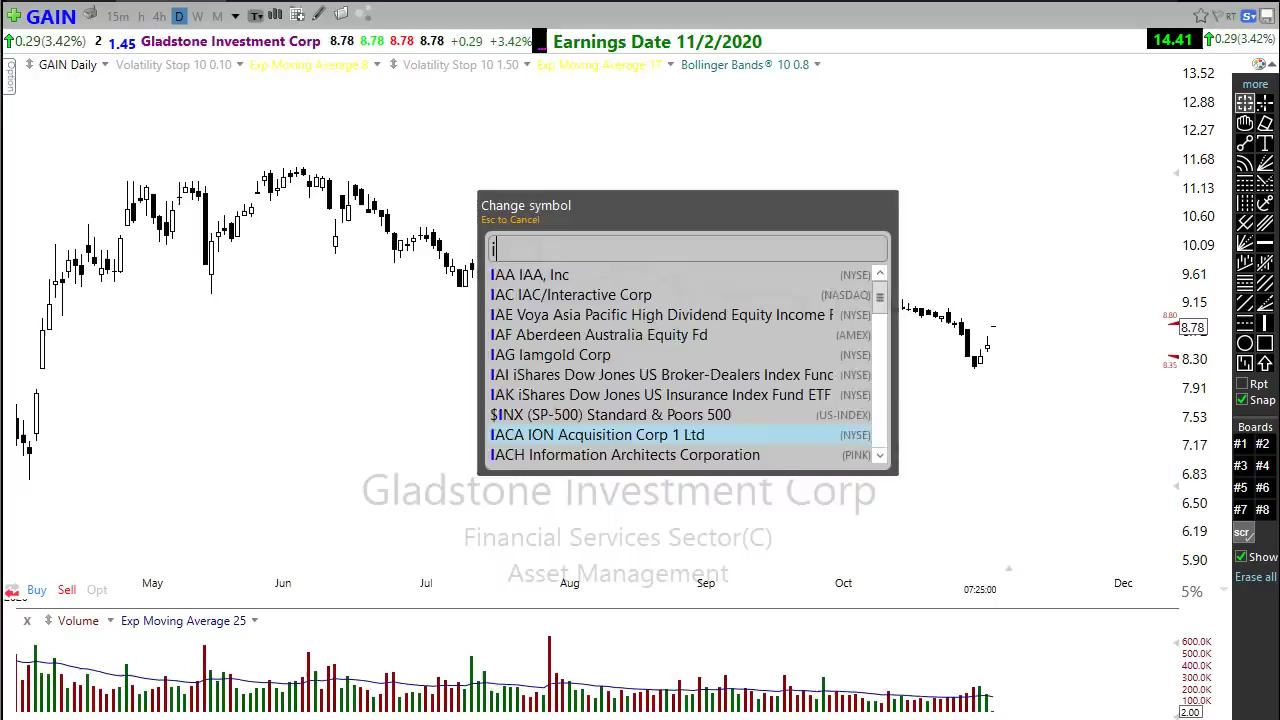 GAIN 15m h 4h D W M
RT
0.29(3.42%) 2 1.45 Gladstone Investment Corp 8.78 8.78 8.78 8.78 +0.29 +3.42% Earnings Date 11/2/2020 14.41 0.29(3.42%)
Option
GAIN Daily Volatility Stop 10 0.10 Exp Moving Average 8 Volatility Stop 10 1.50 Exp Moving Average 17 Bollinger Bands® 10 0.8
13.52
12.88
12.27
11.68
11.13
10.60
10.09
9.61
9.15
8.80
8.78
8.35
8.30
7.91
7.53
7.17
6.83
6.50
6.19
5.90
5%
more
Rpt
Snap
Boards
#1 #2
#3 #4
#5 #6
#7 #8
scr
Show
Erase all
Change symbol
Esc to Cancel
i
IAA IAA, Inc (NYSE)
IAC IAC/Interactive Corp (NASDAQ)
IAE Voya Asia Pacific High Dividend Equity Income F (NYSE)
IAF Aberdeen Australia Equity Fd (AMEX)
IAG Iamgold Corp (NYSE)
IAI iShares Dow Jones US Broker-Dealers Index Func (NYSE)
IAK iShares Dow Jones US Insurance Index Fund ETF (NYSE)
$INX (SP-500) Standard & Poors 500 (US-INDEX)
IACA ION Acquisition Corp 1 Ltd (NYSE)
IACH Information Architects Corporation (PINK)
Gladstone Investment Corp
Financial Services Sector(C)
Asset Management
May Jun Jul Aug Sep Oct Dec
Buy Sell Opt 07:25:00
X Volume Exp Moving Average 25
600.0K
500.0K
400.0K
300.0K
200.0K
100.0K
2.00